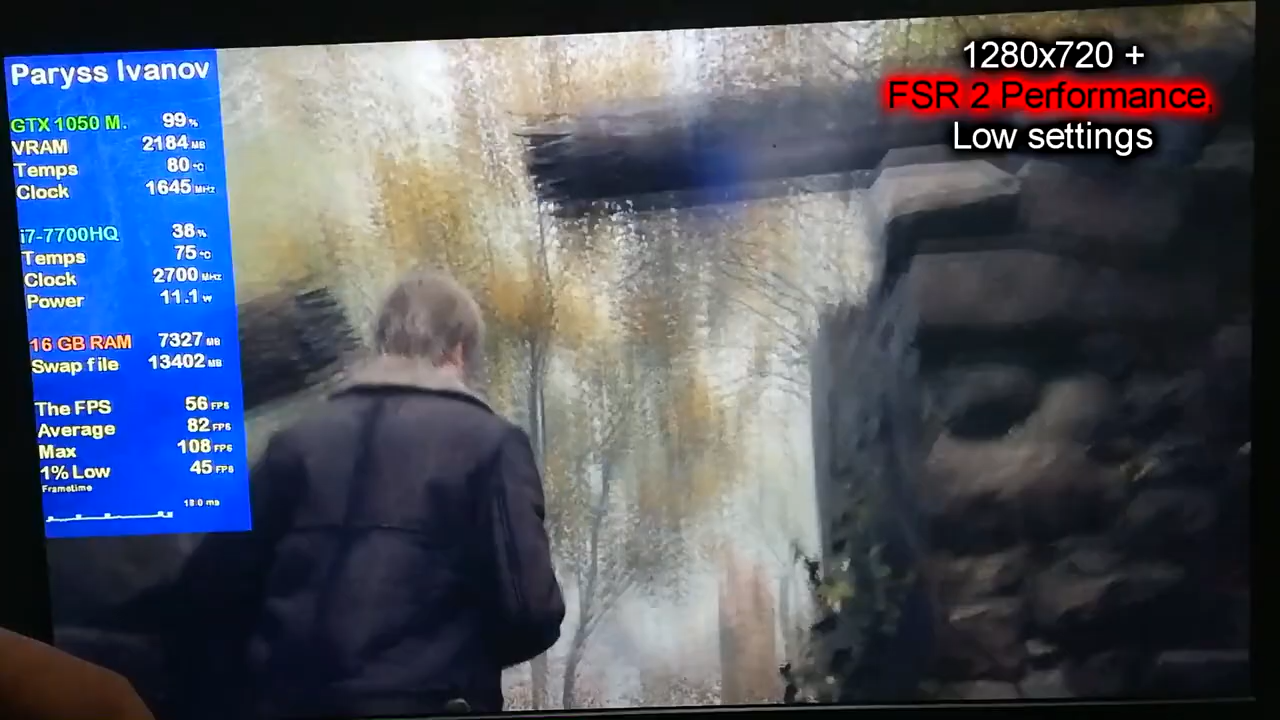 Paryss Ivanov
GTX 1050 M. 99 %
VRAM 2184 MB
Temps 80 °C
Clock 1645 MHz
i7-7700HQ 38 %
Temps 75 °C
Clock 2700 MHz
Power 11.1 W
16 GB RAM 7327 MB
Swap file 13402 MB
The FPS 56 FPS
Average 82 FPS
Max 108 FPS
1% Low 45 FPS
Frametime
18.0 ms
1280x720 +
FSR 2 Performance,
Low settings